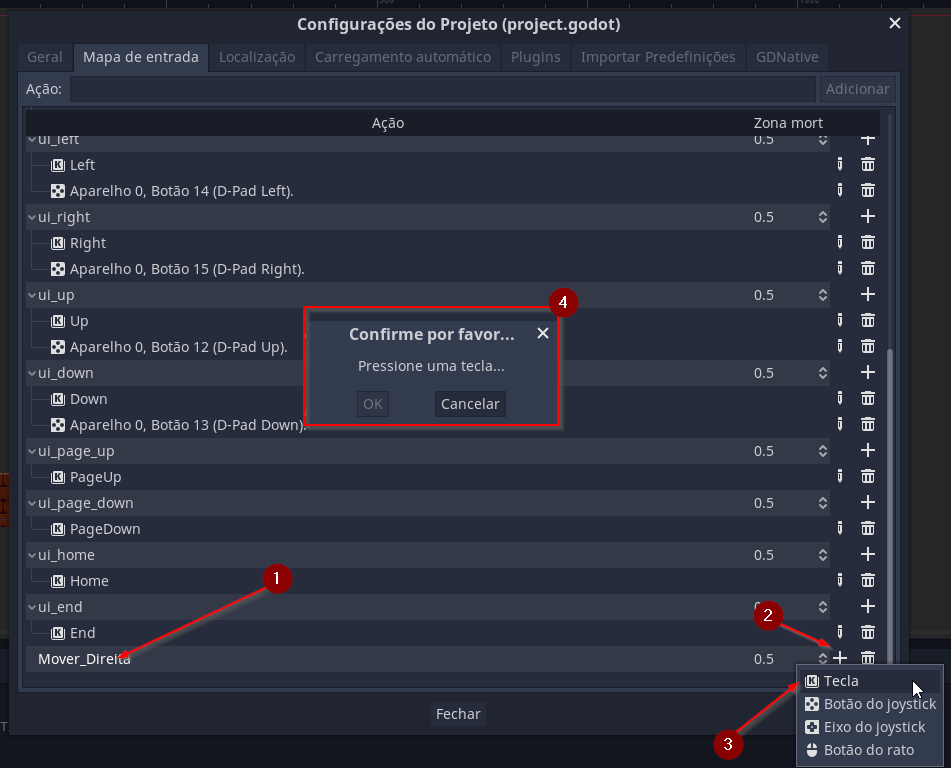 500
1000
Configurações do Projeto (project.godot)
Geral Mapa de entrada Localização Carregamento automático Plugins Importar Predefinições GDNative
Ação: Adicionar
Ação Zona mort
ui_left 0.5
Left
Aparelho 0, Botão 14 (D-Pad Left).
ui_right 0.5
Right
Aparelho 0, Botão 15 (D-Pad Right).
ui_up 0.5
Up
Aparelho 0, Botão 12 (D-Pad Up).
ui_down 0.5
Down
Aparelho 0, Botão 13 (D-Pad Down).
ui_page_up 0.5
PageUp
ui_page_down 0.5
PageDown
ui_home 0.5
Home
ui_end
End
Mover_Direita 0.5
4
Confirme por favor...
Pressione uma tecla...
OK Cancelar
1
2
3
Tecla
Botão do joystick
Eixo do joystick
Botão do rato
Fechar